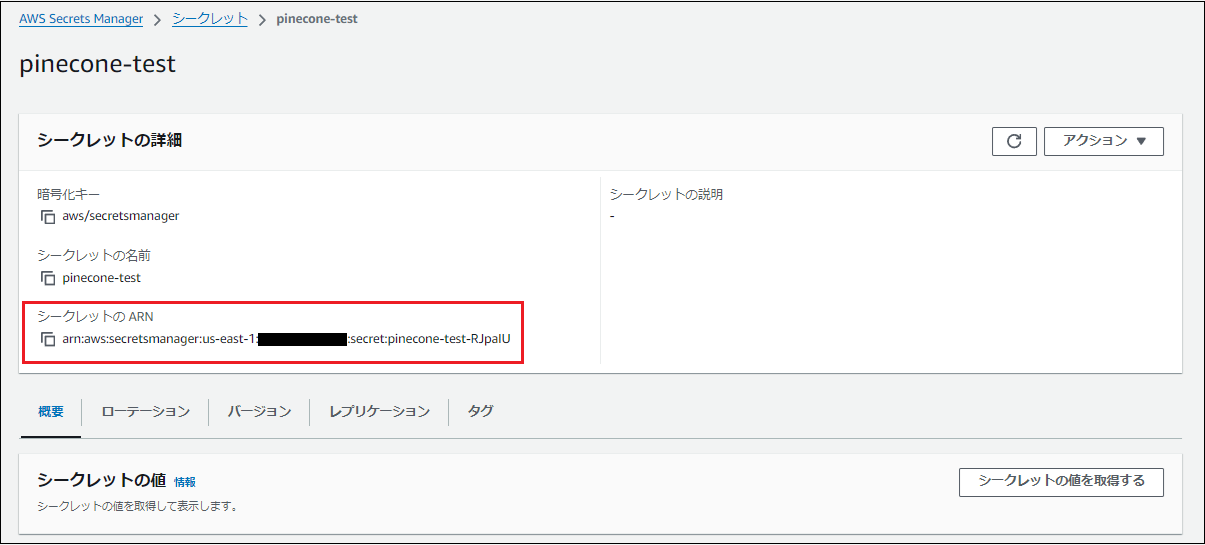 AWS Secrets Manager > シークレット > pinecone-test
pinecone-test
シークレットの詳細
アクション ▼
暗号化キー
aws/secretsmanager
シークレットの名前
pinecone-test
シークレットの ARN
arn:aws:secretsmanager:us-east-1: :secret:pinecone-test-RJpaIU
シークレットの説明
-
概要 ローテーション バージョン レプリケーション タグ
シークレットの値 情報
シークレットの値を取得して表示します。
シークレットの値を取得する